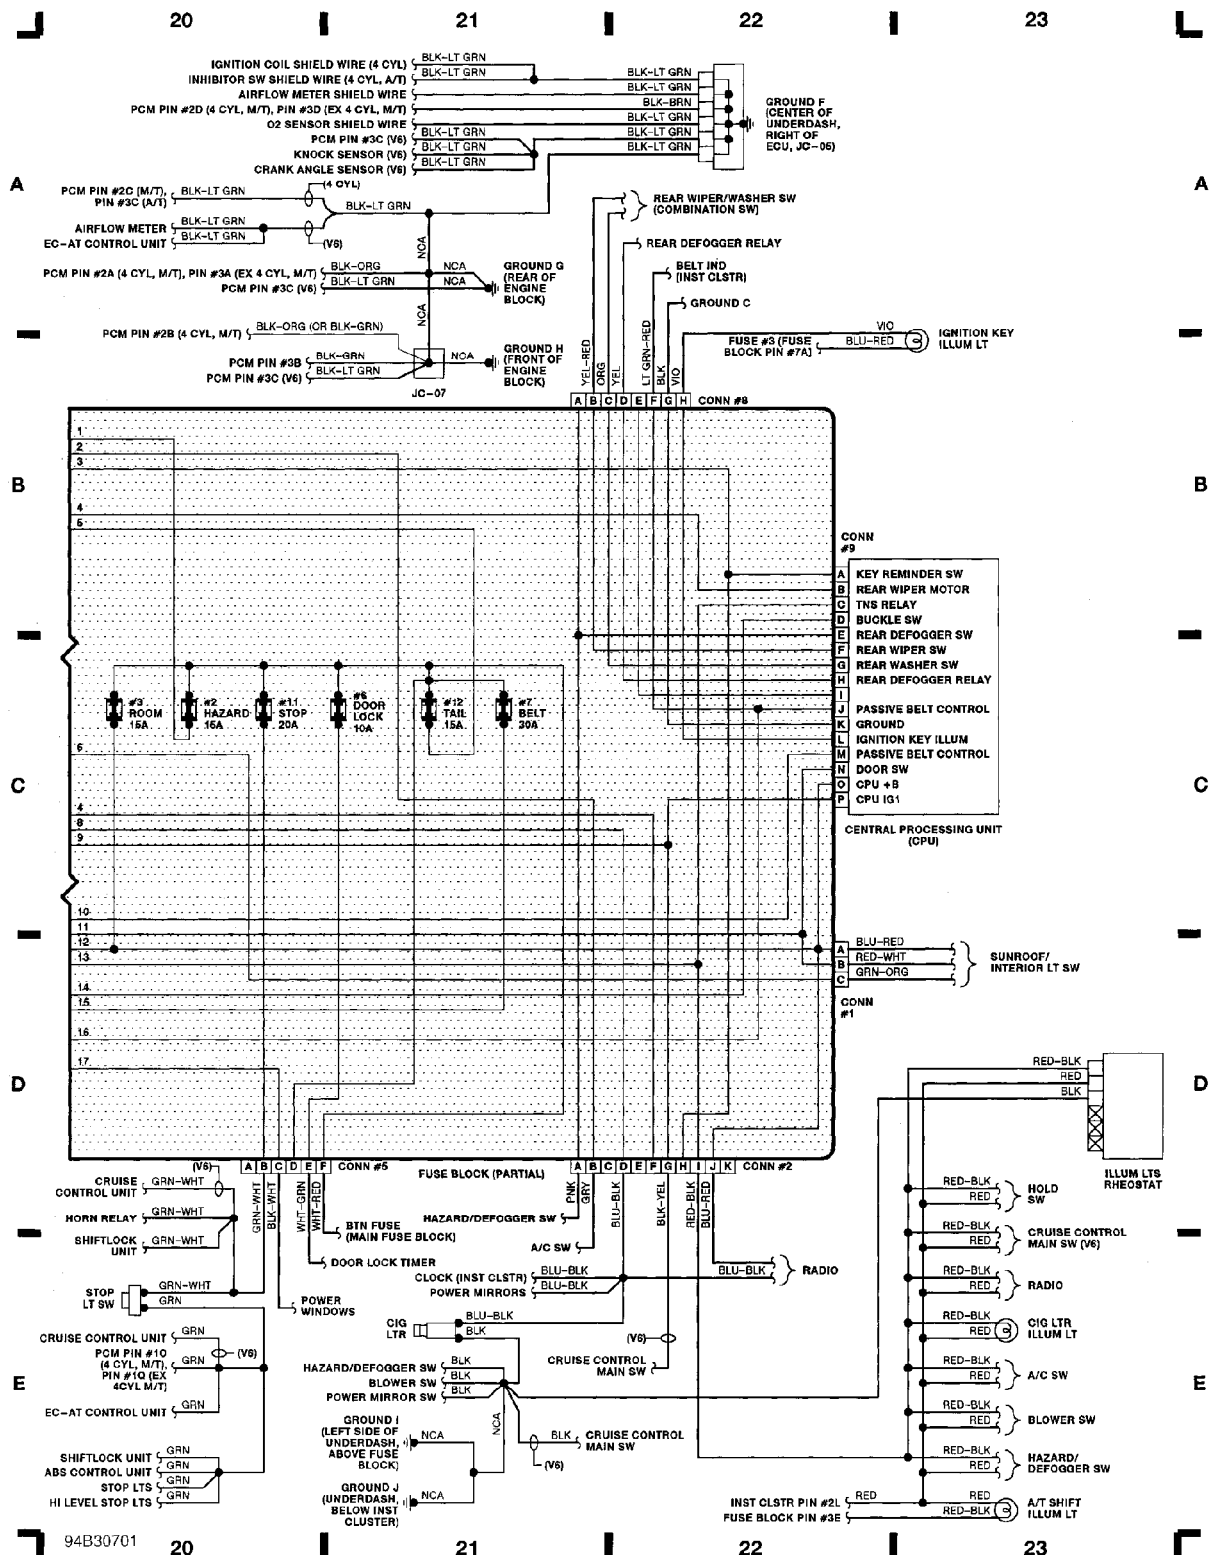 20 21 22 23
IGNITION COIL SHIELD WIRE (4 CYL) BLK-LT GRN
INHIBITOR SW SHIELD WIRE (4 CYL, A/T) BLK-LT GRN BLK-LT GRN
AIRFLOW METER SHIELD WIRE BLK-LT GRN
PCM PIN #2D (4 CYL, M/T), PIN #3D (EX 4 CYL, M/T) BLK-BRN
O2 SENSOR SHIELD WIRE BLK-LT GRN
PCM PIN #3C (V6) BLK-LT GRN BLK-LT GRN
KNOCK SENSOR (V6) BLK-LT GRN BLK-LT GRN
CRANK ANGLE SENSOR (V6) BLK-LT GRN
GROUND F
(CENTER OF
UNDERDASH,
RIGHT OF
ECU, JC-05)
A A
PCM PIN #2C (M/T),
PIN #3C (A/T)
BLK-LT GRN
(4 CYL)
BLK-LT GRN
AIRFLOW METER BLK-LT GRN
EC-AT CONTROL UNIT BLK-LT GRN
(V6)
NCA
REAR WIPER/WASHER SW
(COMBINATION SW)
REAR DEFOGGER RELAY
BELT IND
(INST CLSTR)
GROUND C
PCM PIN #2A (4 CYL, M/T), PIN #3A (EX 4 CYL, M/T) BLK-ORG NCA
PCM PIN #3C (V6) BLK-LT GRN NCA
GROUND G
(REAR OF
ENGINE
BLOCK)
NCA
PCM PIN #2B (4 CYL, M/T) BLK-ORG (OR BLK-GRN)
PCM PIN #3B BLK-GRN NCA
PCM PIN #3C (V6) BLK-LT GRN
GROUND H
(FRONT OF
ENGINE
BLOCK)
JC-07
VIO
FUSE #3 (FUSE
BLOCK PIN #7A)
BLU-RED
IGNITION KEY
ILLUM LT
YEL-RED ORG YEL LT GRN-RED BLK VIO
A B C D E F G H CONN #8
1
2
3
B B
4
5
CONN
#9
A KEY REMINDER SW
B REAR WIPER MOTOR
C TNS RELAY
D BUCKLE SW
E REAR DEFOGGER SW
F REAR WIPER SW
G REAR WASHER SW
H REAR DEFOGGER RELAY
I
J PASSIVE BELT CONTROL
K GROUND
L IGNITION KEY ILLUM
M PASSIVE BELT CONTROL
N DOOR SW
O CPU +B
P CPU IG1
CENTRAL PROCESSING UNIT
(CPU)
#3
ROOM
15A
#2
HAZARD
15A
#11
STOP
20A
#6
DOOR
LOCK
10A
#12
TAIL
15A
#7
BELT
30A
C C
6
4
8
9
10
11
12
13
14
15
16
17
A BLU-RED
B RED-WHT
C GRN-ORG
SUNROOF/
INTERIOR LT SW
CONN
#1
D D
RED-BLK
RED
BLK
ILLUM LTS
RHEOSTAT
A B C D E F CONN #5
FUSE BLOCK (PARTIAL)
A B C D E F G H I J K CONN #2
(V6)
CRUISE
CONTROL UNIT
GRN-WHT
HORN RELAY GRN-WHT
SHIFTLOCK
UNIT
GRN-WHT
GRN-WHT BLK-WHT WHT-GRN WHT-RED
BTN FUSE
(MAIN FUSE BLOCK)
DOOR LOCK TIMER
POWER
WINDOWS
STOP
LT SW
GRN-WHT
GRN
PNK GRY BLU-BLK BLK-YEL RED-BLK BLU-RED
HAZARD/DEFOGGER SW
A/C SW
CLOCK (INST CLSTR) BLU-BLK BLU-BLK
POWER MIRRORS BLU-BLK
RADIO
CIG
LTR
BLU-BLK
BLK
(V6)
CRUISE CONTROL
MAIN SW
CRUISE CONTROL UNIT GRN
PCM PIN #1O
(4 CYL, M/T),
PIN #1Q (EX
4CYL M/T)
GRN
(V6)
EC-AT CONTROL UNIT GRN
E E
HAZARD/DEFOGGER SW BLK
BLOWER SW BLK
POWER MIRROR SW BLK
NCA
GROUND I
(LEFT SIDE OF
UNDERDASH,
ABOVE FUSE
BLOCK)
NCA
BLK CRUISE CONTROL
MAIN SW
(V6)
GROUND J
(UNDERDASH,
BELOW INST
CLUSTER)
NCA
SHIFTLOCK UNIT GRN
ABS CONTROL UNIT GRN
STOP LTS GRN
HI LEVEL STOP LTS GRN
RED-BLK
RED
HOLD
SW
RED-BLK
RED
CRUISE CONTROL
MAIN SW (V6)
RED-BLK
RED
RADIO
RED-BLK
RED
CIG LTR
ILLUM LT
RED-BLK
RED
A/C SW
RED-BLK
RED
BLOWER SW
RED-BLK
RED
HAZARD/
DEFOGGER SW
INST CLSTR PIN #2L RED RED
FUSE BLOCK PIN #3E RED-BLK
A/T SHIFT
ILLUM LT
94B30701
20 21 22 23